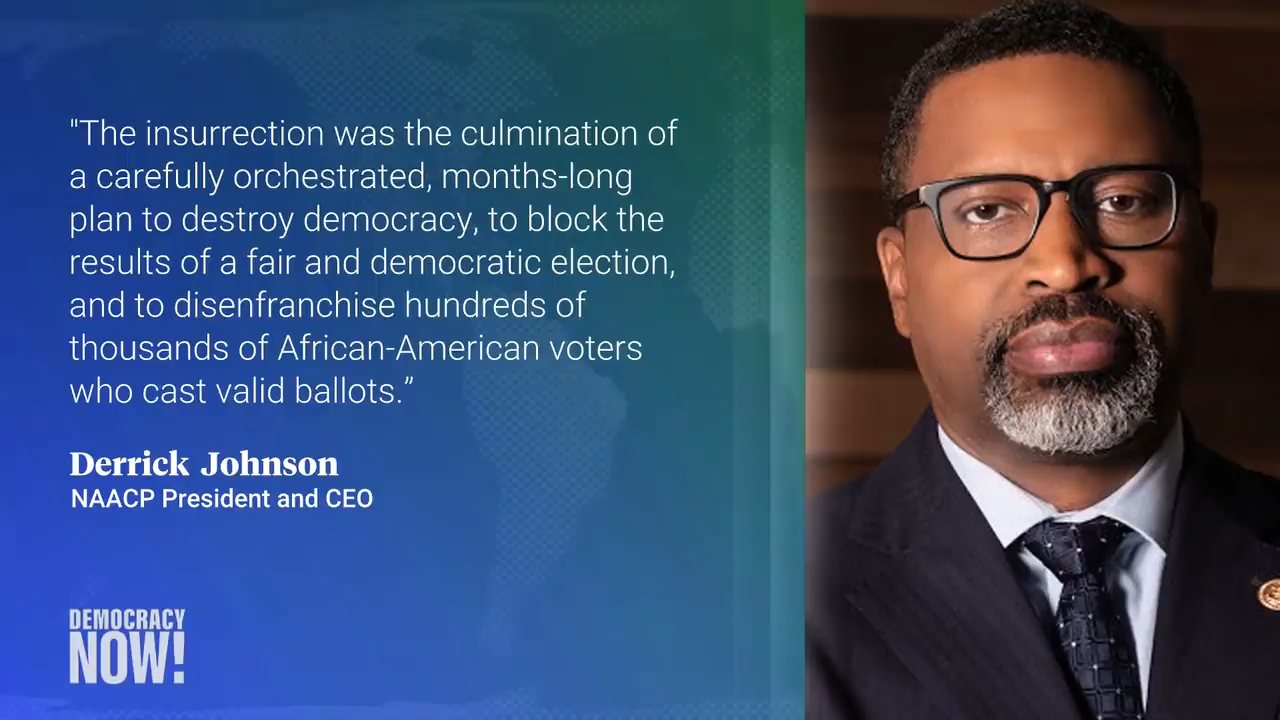 "The insurrection was the culmination of
a carefully orchestrated, months-long
plan to destroy democracy, to block the
results of a fair and democratic election,
and to disenfranchise hundreds of
thousands of African-American voters
who cast valid ballots.”
Derrick Johnson
NAACP President and CEO
DEMOCRACY
NOW!